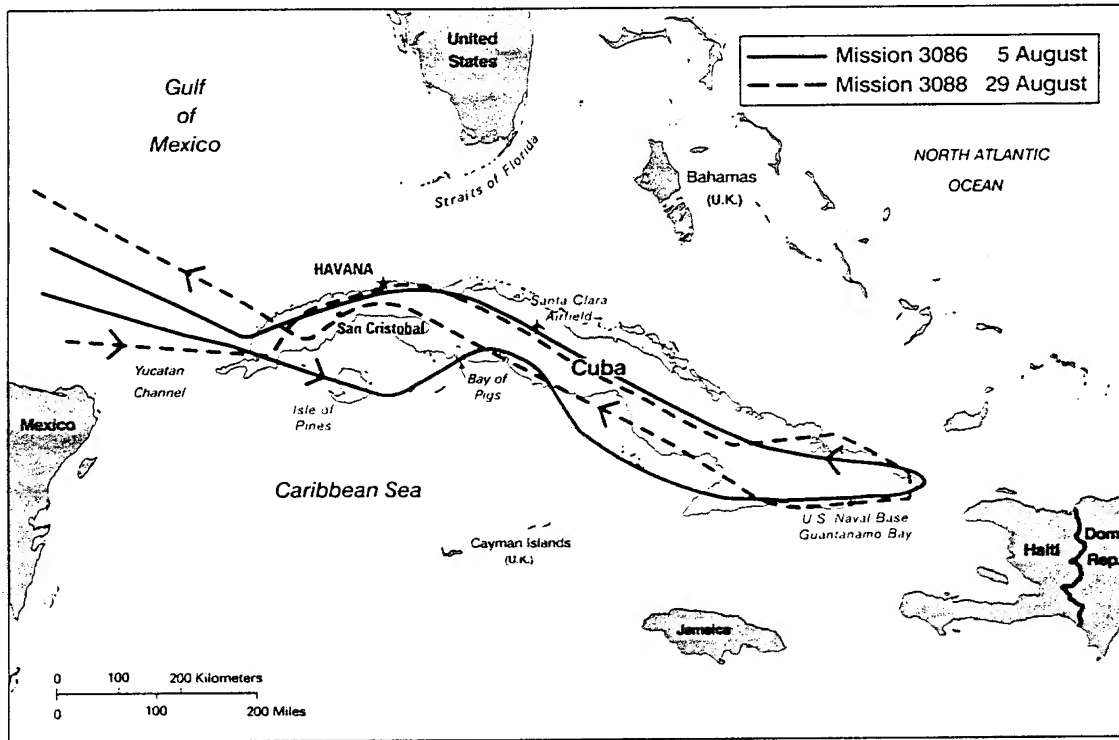 United
States
Mission 3086 5 August
Mission 3088 29 August
Gulf
of
Mexico
NORTH ATLANTIC
OCEAN
Straits of Florida
Bahamas
(U.K.)
HAVANA
Santa Clara
Airfield
San Cristobal
Cuba
Yucatan
Channel
Bay of
Pigs
Isle of
Pines
Mexico
Caribbean Sea
U S Naval Base
Guantanamo Bay
Cayman Islands
(U.K.)
Haiti
Dom
Rep.
Jamaica
0 100 200 Kilometers
0 100 200 Miles